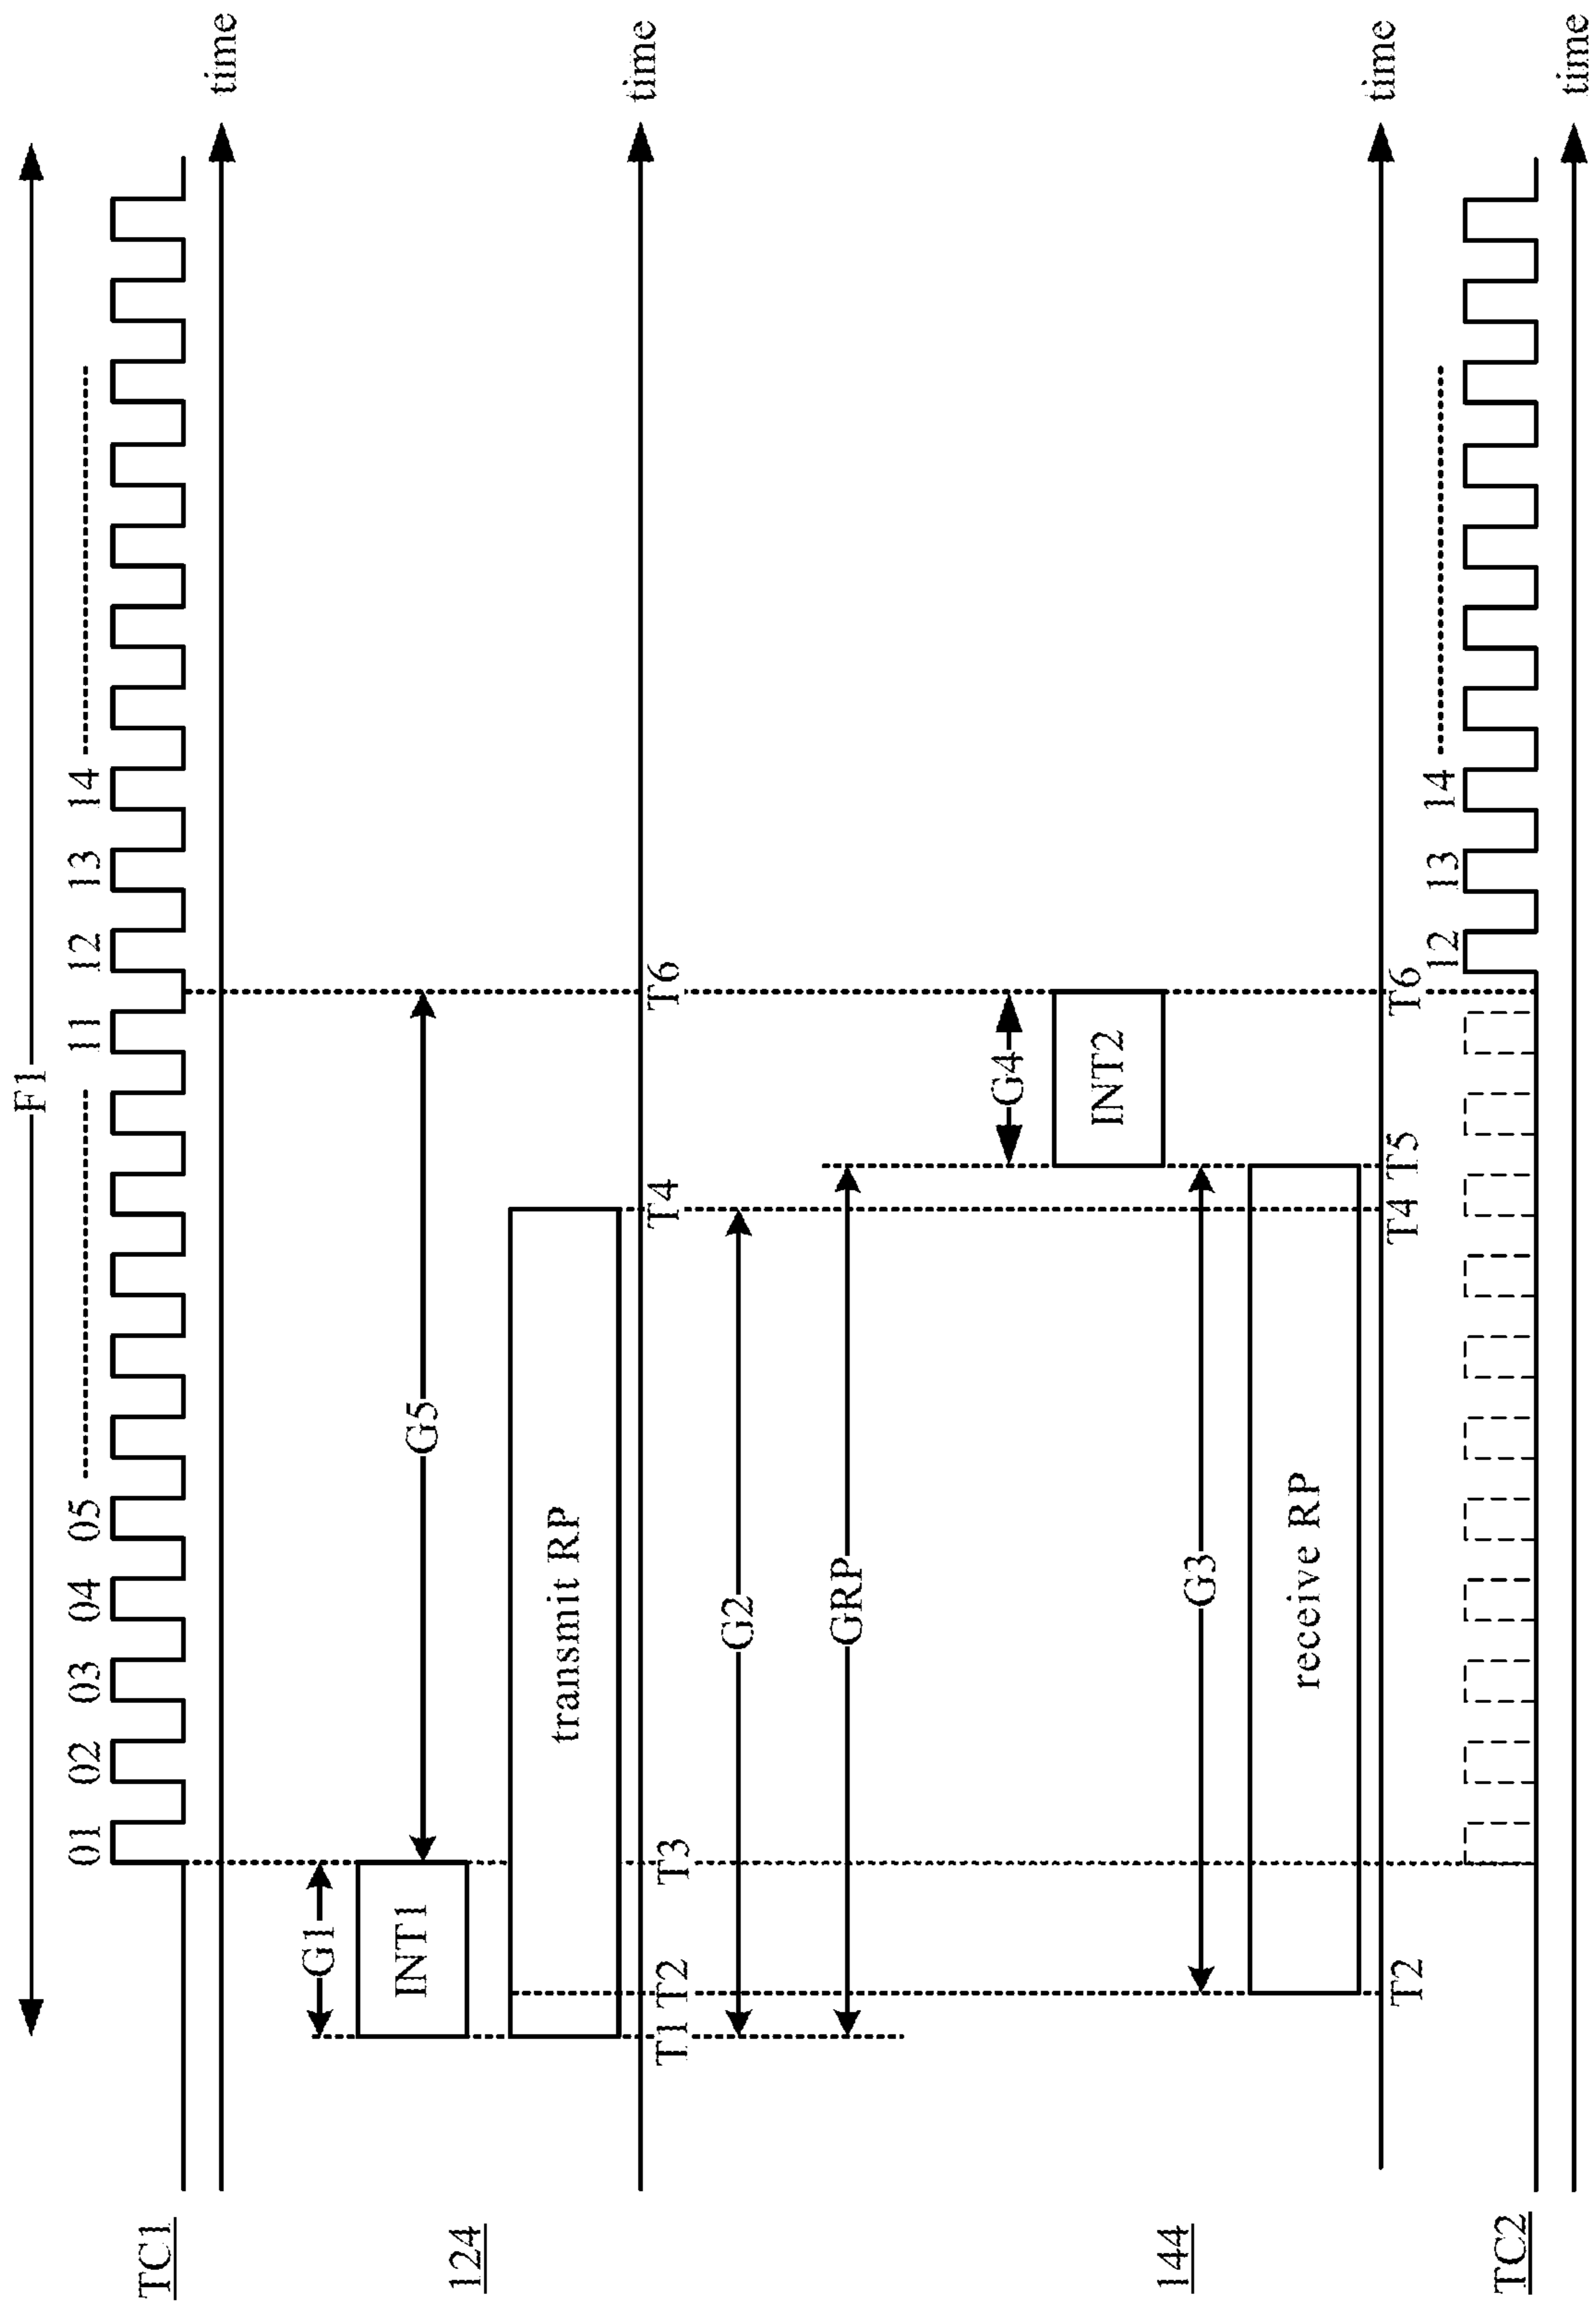 F1
01 02 03 04 05 11 12 13 14
TC1
time
G1
G5
INT1
124
transmit RP
time
T1 T2 T3 T4 T6
G2
GRP
G4
INT2
G3
144
receive RP
time
T2 T4 T5 T6
12 13 14
TC2
time